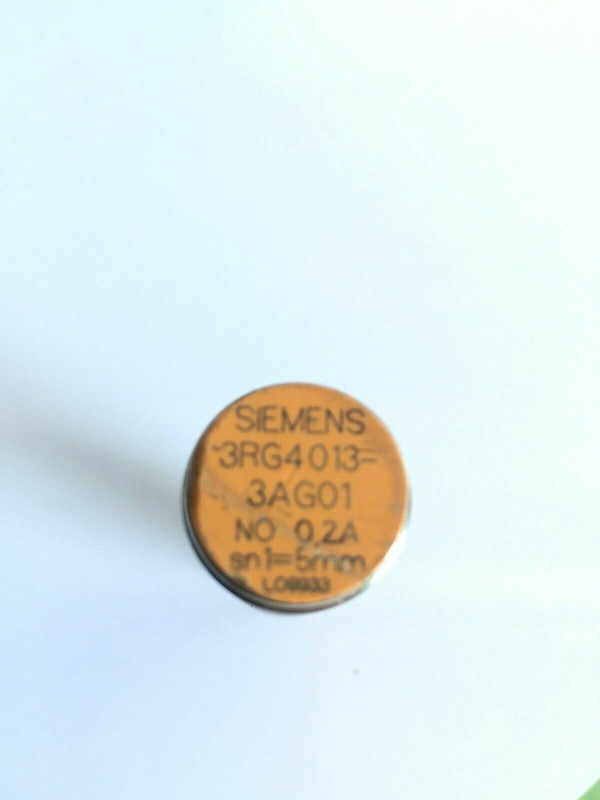 SIEMENS
3RG4013-
3AG01
NO 0,2A
sn1=5mm